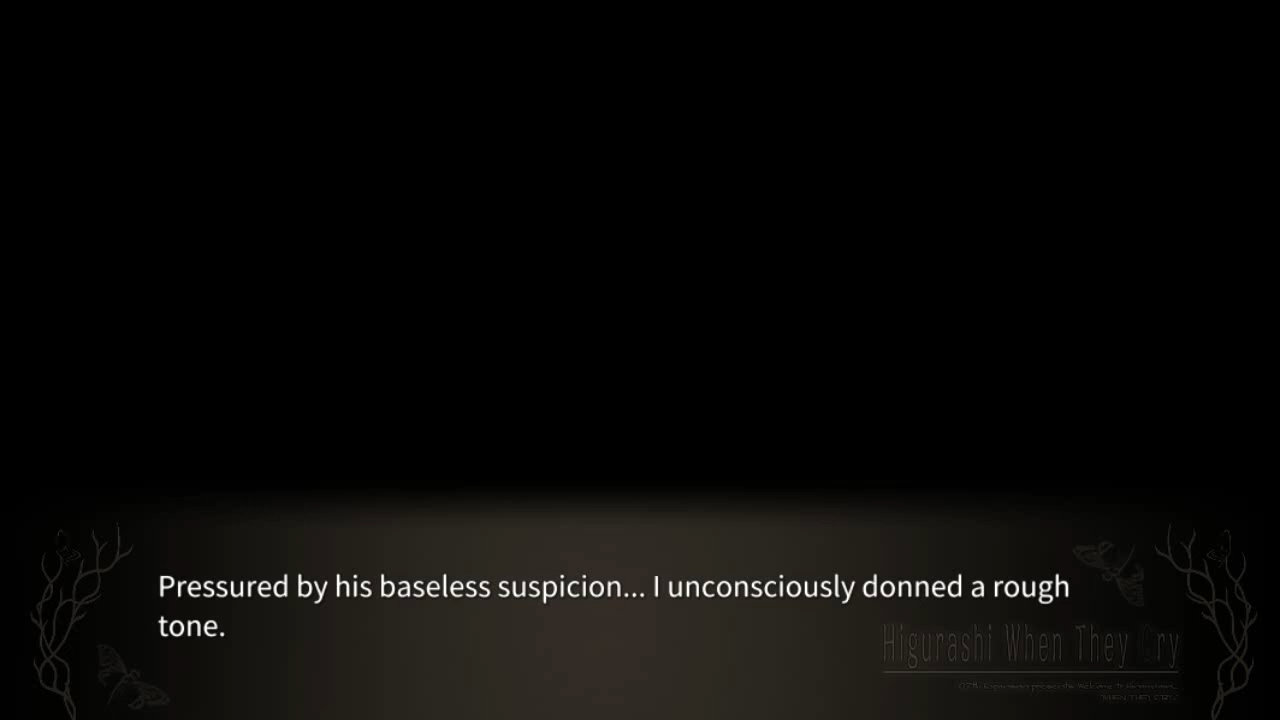 Pressured by his baseless suspicion... I unconsciously donned a rough
tone.
Higurashi When They Cry